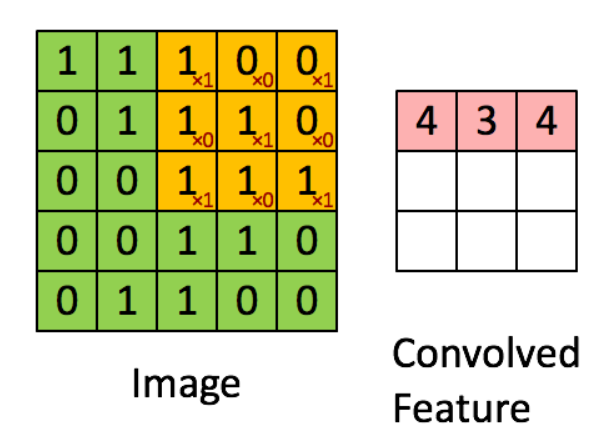 1 1 1×1 0×0 0×1
0 1 1×0 1×1 0×0 4 3 4
0 0 1×1 1×0 1×1
0 0 1 1 0
0 1 1 0 0
Image
Convolved
Feature